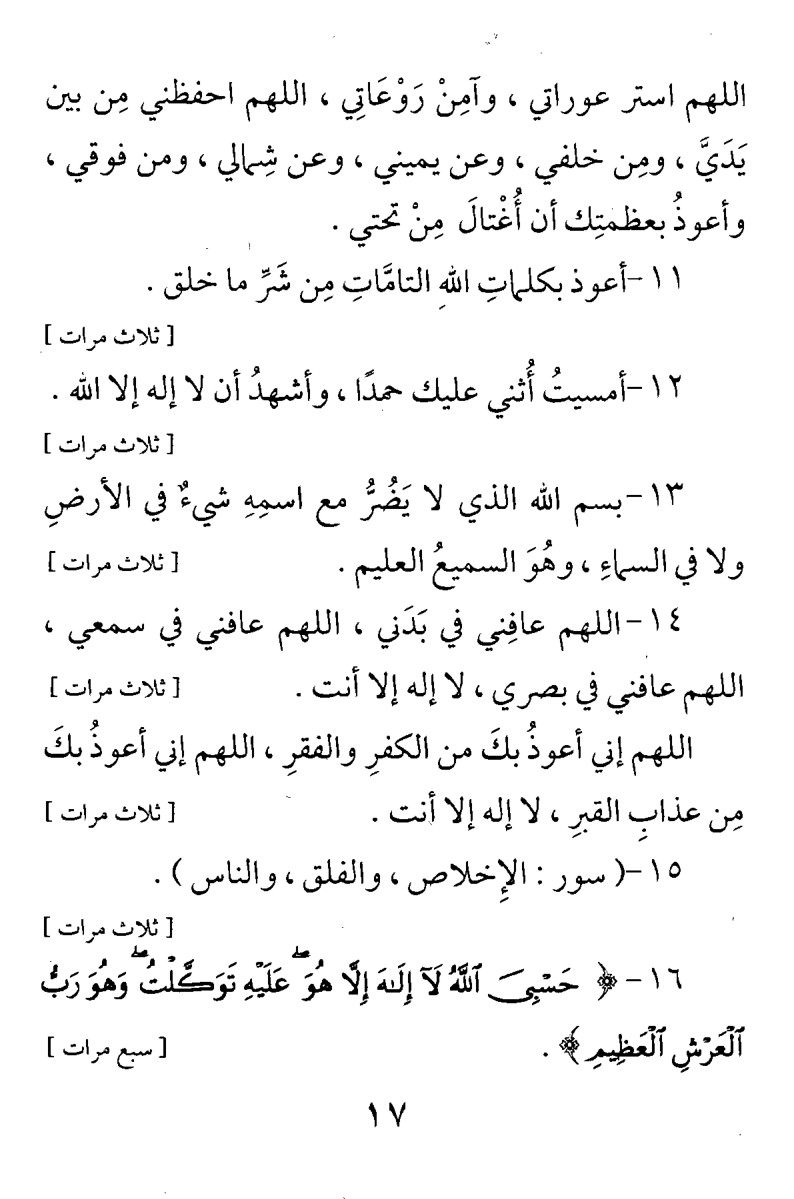 اللهم استر عوراتي ، وآمِنْ رَوْعَاتِي ، اللهم احفظني مِن بين
يَدَيَّ ، ومِن خلفي ، وعن يميني ، وعن شِمالي ، ومن فوقي ،
وأعوذُ بعظمتِك أن أُغْتالَ مِنْ تحتي .
١١-أعوذ بكلماتِ اللهِ التامَّاتِ مِن شَرِّ ما خلق .
[ ثلاث مرات ]
١٢-أمسيتُ أُثني عليك حمدًا ، وأشهدُ أن لا إله إلا الله .
[ ثلاث مرات ]
١٣-بسم الله الذي لا يَضُرُّ مع اسمِهِ شيءٌ في الأرضِ
ولا في السماءِ ، وهُوَ السميعُ العليم . [ ثلاث مرات ]
١٤-اللهم عافِني في بَدَني ، اللهم عافني في سمعي ،
اللهم عافني في بصري ، لا إله إلا أنت . [ ثلاث مرات ]
اللهم إني أعوذُ بكَ من الكفرِ والفقرِ ، اللهم إني أعوذُ بكَ
مِن عذابِ القبرِ ، لا إله إلا أنت . [ ثلاث مرات ]
١٥-( سور : الإِخلاص ، والفلق ، والناس ) .
[ ثلاث مرات ]
١٦- ﴿ حَسْبِىَ ٱللَّهُ لَآ إِلَٰهَ إِلَّا هُوَ ۖ عَلَيْهِ تَوَكَّلْتُ ۖ وَهُوَ رَبُّ
ٱلْعَرْشِ ٱلْعَظِيمِ ﴾ . [ سبع مرات ]
١٧